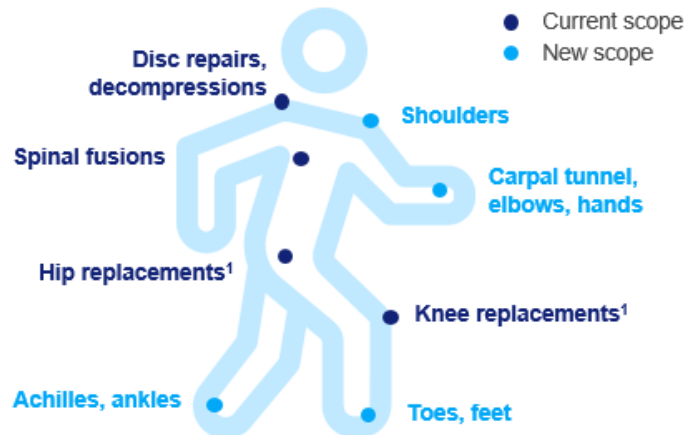 Current scope
New scope
Disc repairs,
decompressions
Shoulders
Spinal fusions
Carpal tunnel,
elbows, hands
Hip replacements¹
Knee replacements¹
Achilles, ankles
Toes, feet